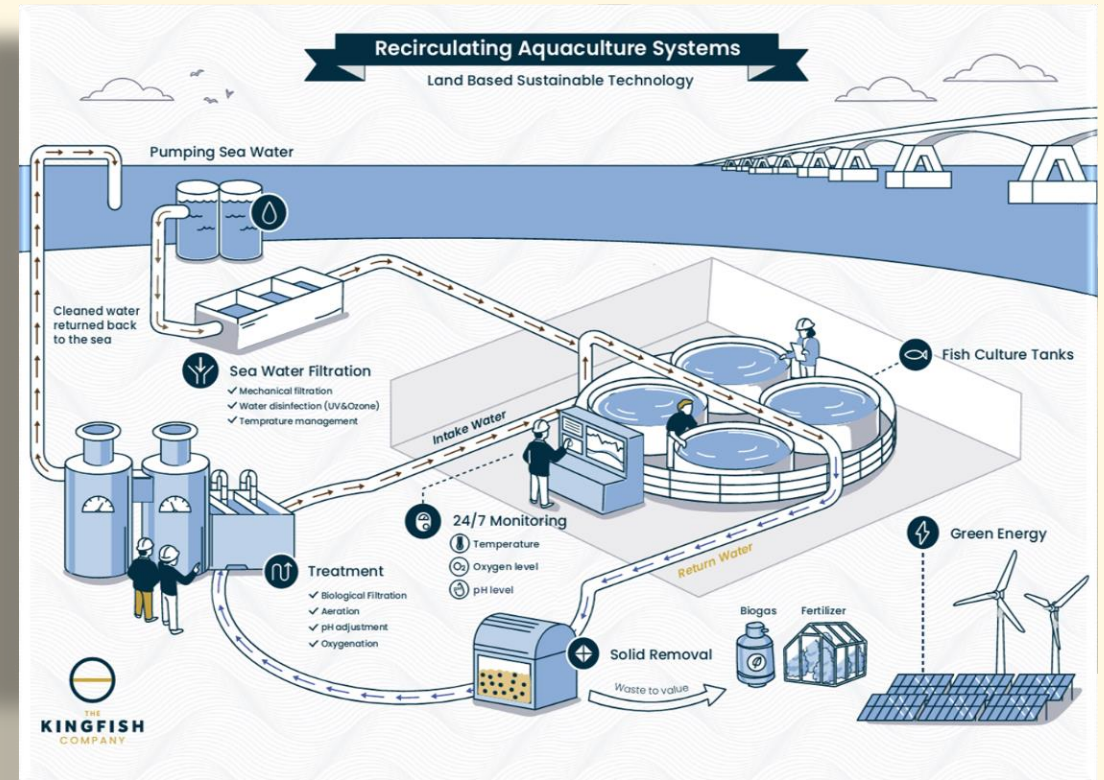 Recirculating Aquaculture Systems
Land Based Sustainable Technology
Pumping Sea Water
Cleaned water
returned back
to the sea
Sea Water Filtration
✓ Mechanical filtration
✓ Water disinfection (UV&Ozone)
✓ Temprature management
Fish Culture Tanks
Intake Water
24/7 Monitoring
Temperature
O₂ Oxygen level
pH level
Return Water
Green Energy
Treatment
✓ Biological Filtration
✓ Aeration
✓ pH adjustment
✓ Oxygenation
Solid Removal
Waste to value
Biogas
Fertilizer
THE
KINGFISH
COMPANY